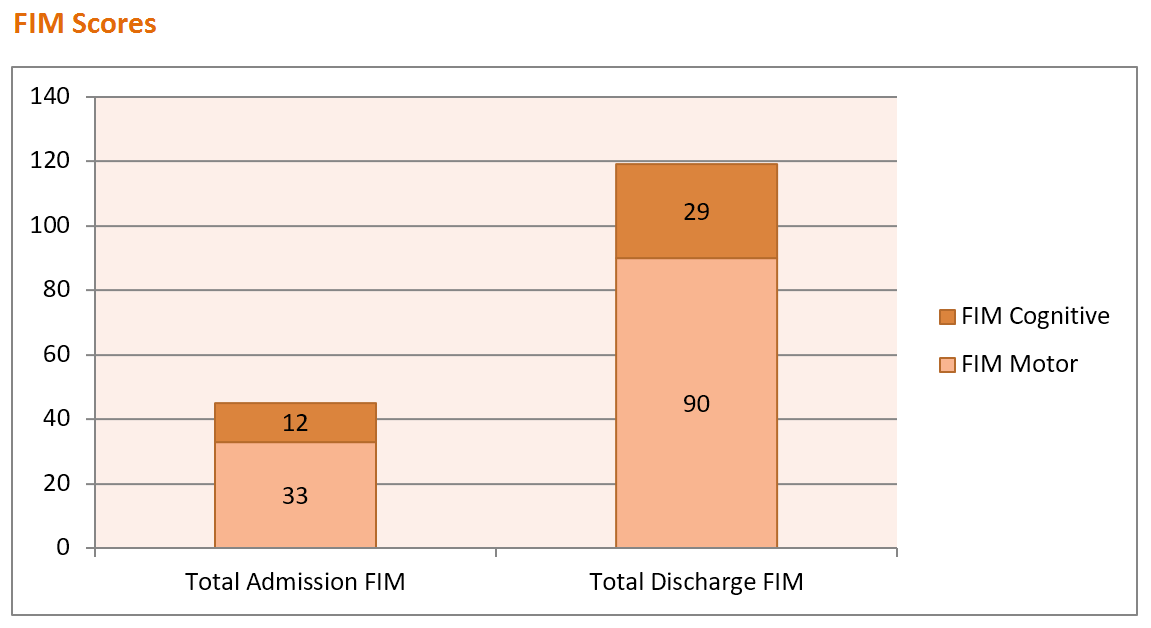 FIM Scores
140
120
100
80
60
40
20
0
12
33
29
90
Total Admission FIM
Total Discharge FIM
FIM Cognitive
FIM Motor